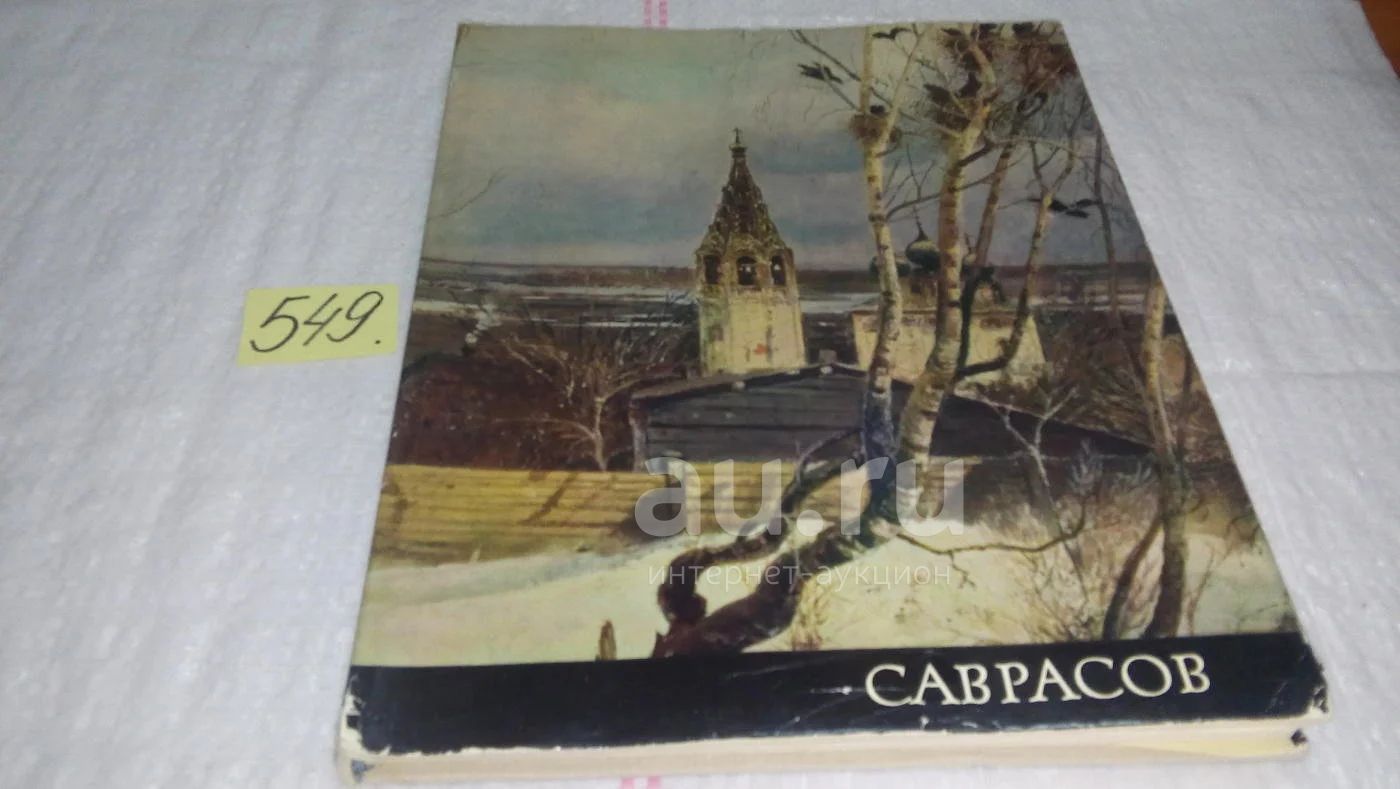 549.
au.ru
интернет-аукцион
САВРАСОВ